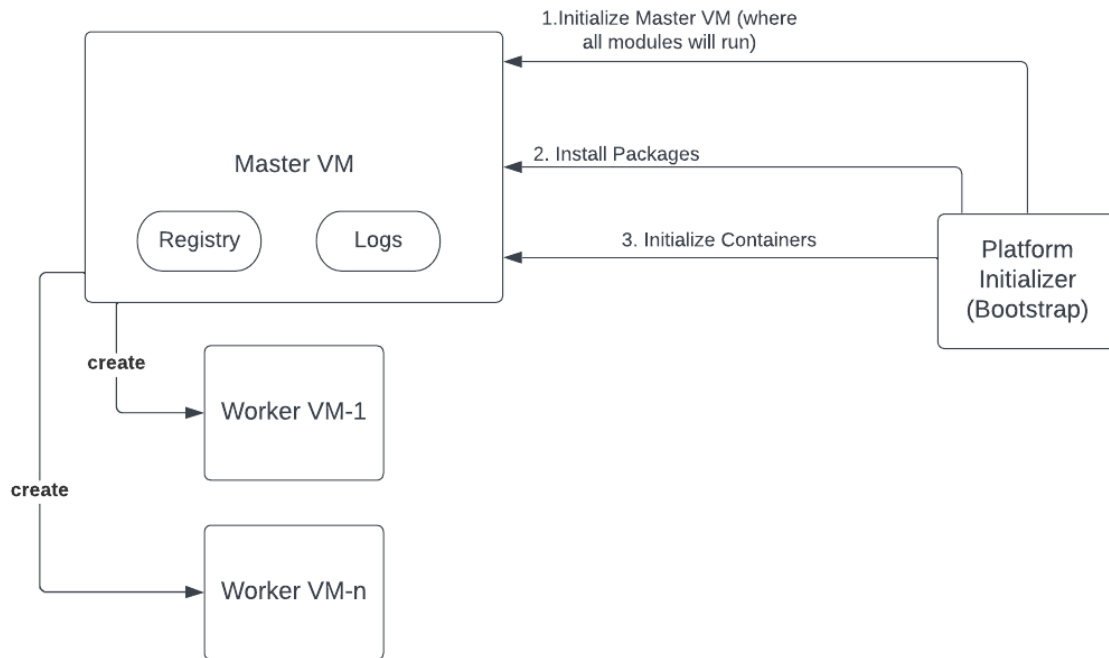 1.Initialize Master VM (where
all modules will run)
Master VM
2. Install Packages
Registry
Logs
3. Initialize Containers
Platform
Initializer
(Bootstrap)
create
Worker VM-1
create
Worker VM-n